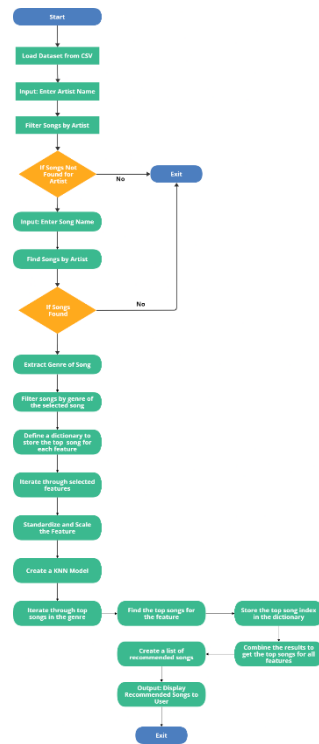 Start
Load Dataset from CSV
Input: Enter Artist Name
Filter Songs by Artist
If Songs Not
Found for
Artist
No
Exit
Input: Enter Song Name
Find Songs by Artist
If Songs
Found
No
Extract Genre of Song
Filter songs by genre of
the selected song
Define a dictionary to
store the top song for
each feature
Iterate through selected
features
Standardize and Scale
the Feature
Create a KNN Model
Iterate through top
songs in the genre
Find the top songs for
the feature
Store the top song index
in the dictionary
Combine the results to
get the top songs for all
features
Create a list of
recommended songs
Output: Display
Recommended Songs to
User
Exit